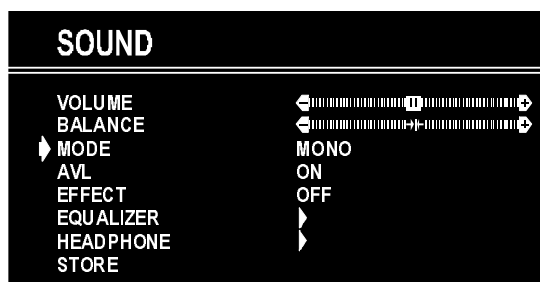 SOUND
VOLUME
BALANCE
MODE MONO
AVL ON
EFFECT OFF
EQUALIZER
HEADPHONE
STORE